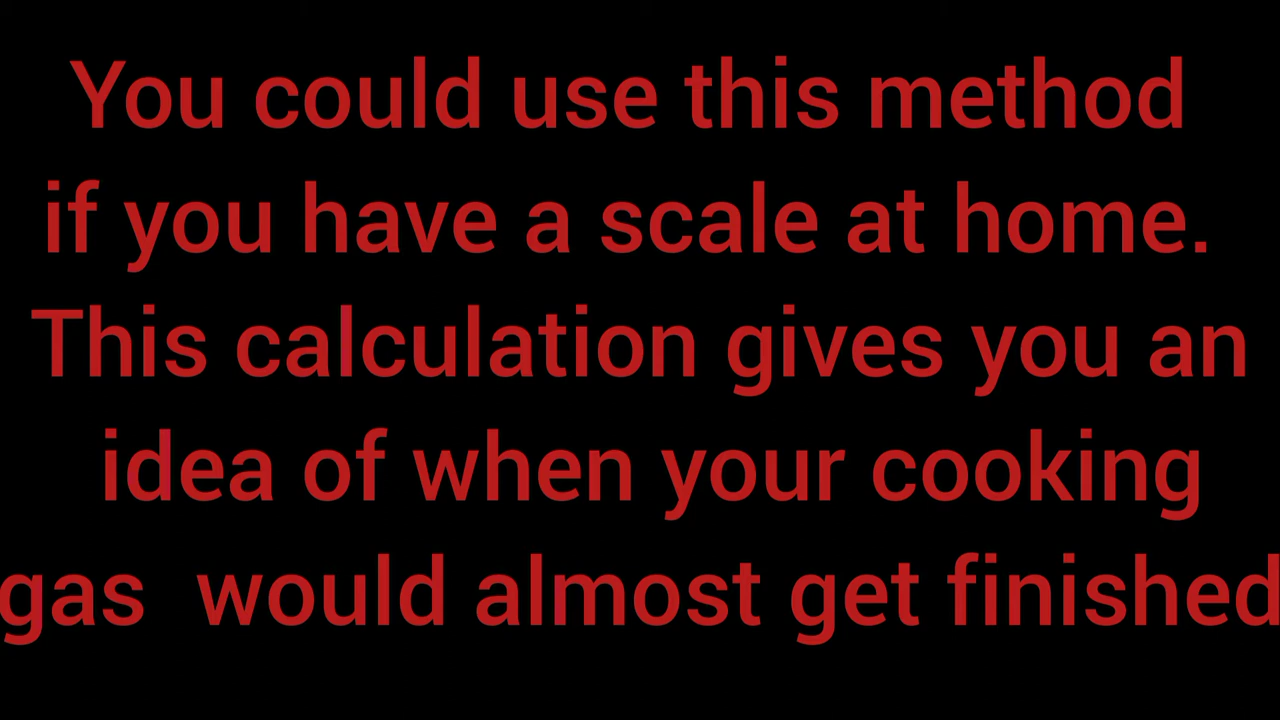 You could use this method
if you have a scale at home.
This calculation gives you an
idea of when your cooking
gas  would almost get finished